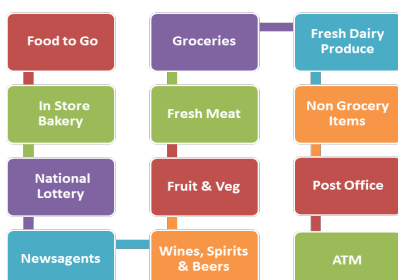 Food to Go
In Store
Bakery
National
Lottery
Newsagents
Wines, Spirits
& Beers
Fruit & Veg
Fresh Meat
Groceries
Fresh Dairy
Produce
Non Grocery
Items
Post Office
ATM